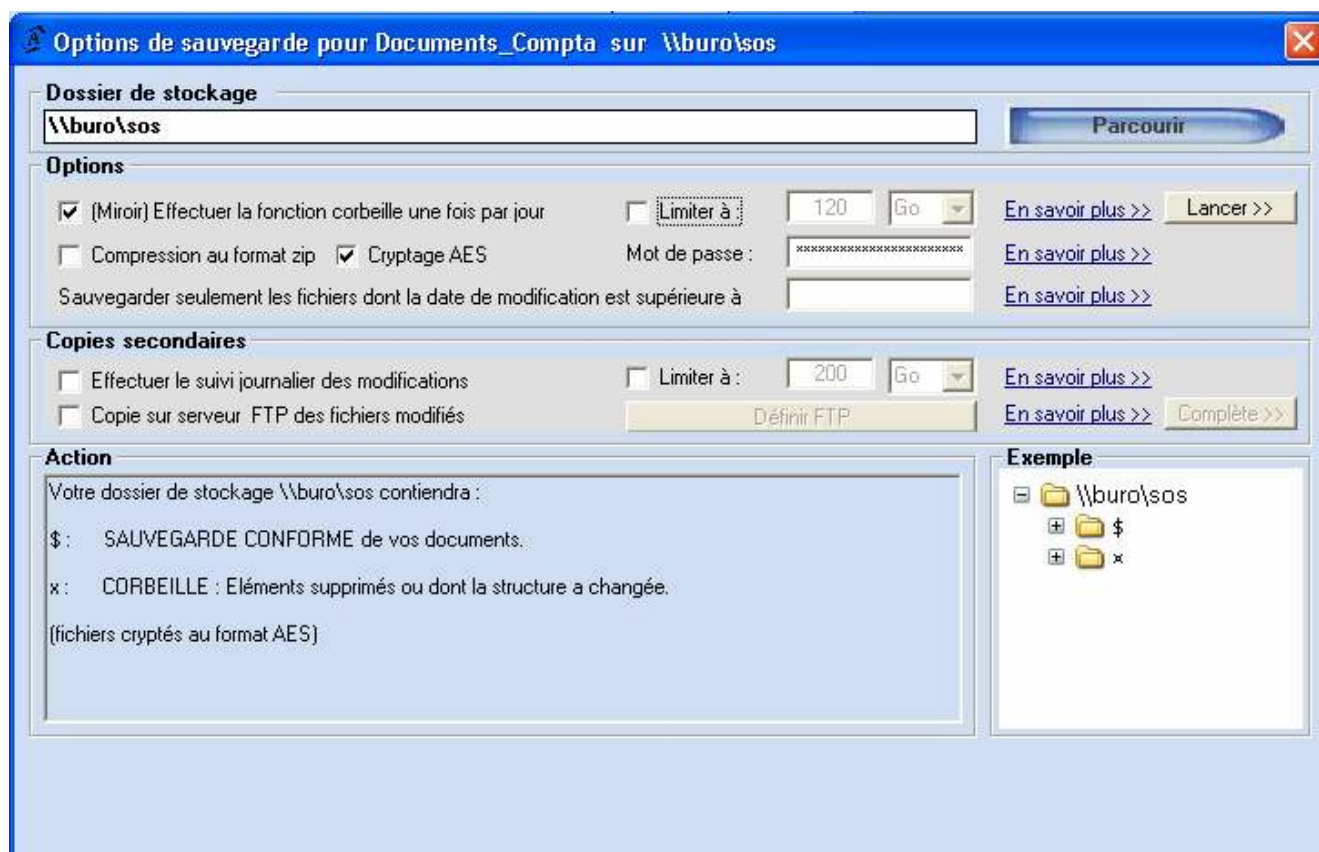 Options de sauvegarde pour Documents_Compta sur \\buro\sos
Dossier de stockage
\\buro\sos
Parcourir
Options
(Miroir) Effectuer la fonction corbeille une fois par jour
Limiter à :
120
Go
En savoir plus >>
Lancer >>
Compression au format zip
Cryptage AES
Mot de passe :
***********************
En savoir plus >>
Sauvegarder seulement les fichiers dont la date de modification est supérieure à
En savoir plus >>
Copies secondaires
Effectuer le suivi journalier des modifications
Limiter à :
200
Go
En savoir plus >>
Copie sur serveur FTP des fichiers modifiés
Définir FTP
En savoir plus >>
Complète >>
Action
Votre dossier de stockage \\buro\sos contiendra :
$ : SAUVEGARDE CONFORME de vos documents.
x : CORBEILLE : Eléments supprimés ou dont la structure a changée.
(fichiers cryptés au format AES)
Exemple
\\buro\sos
$
x